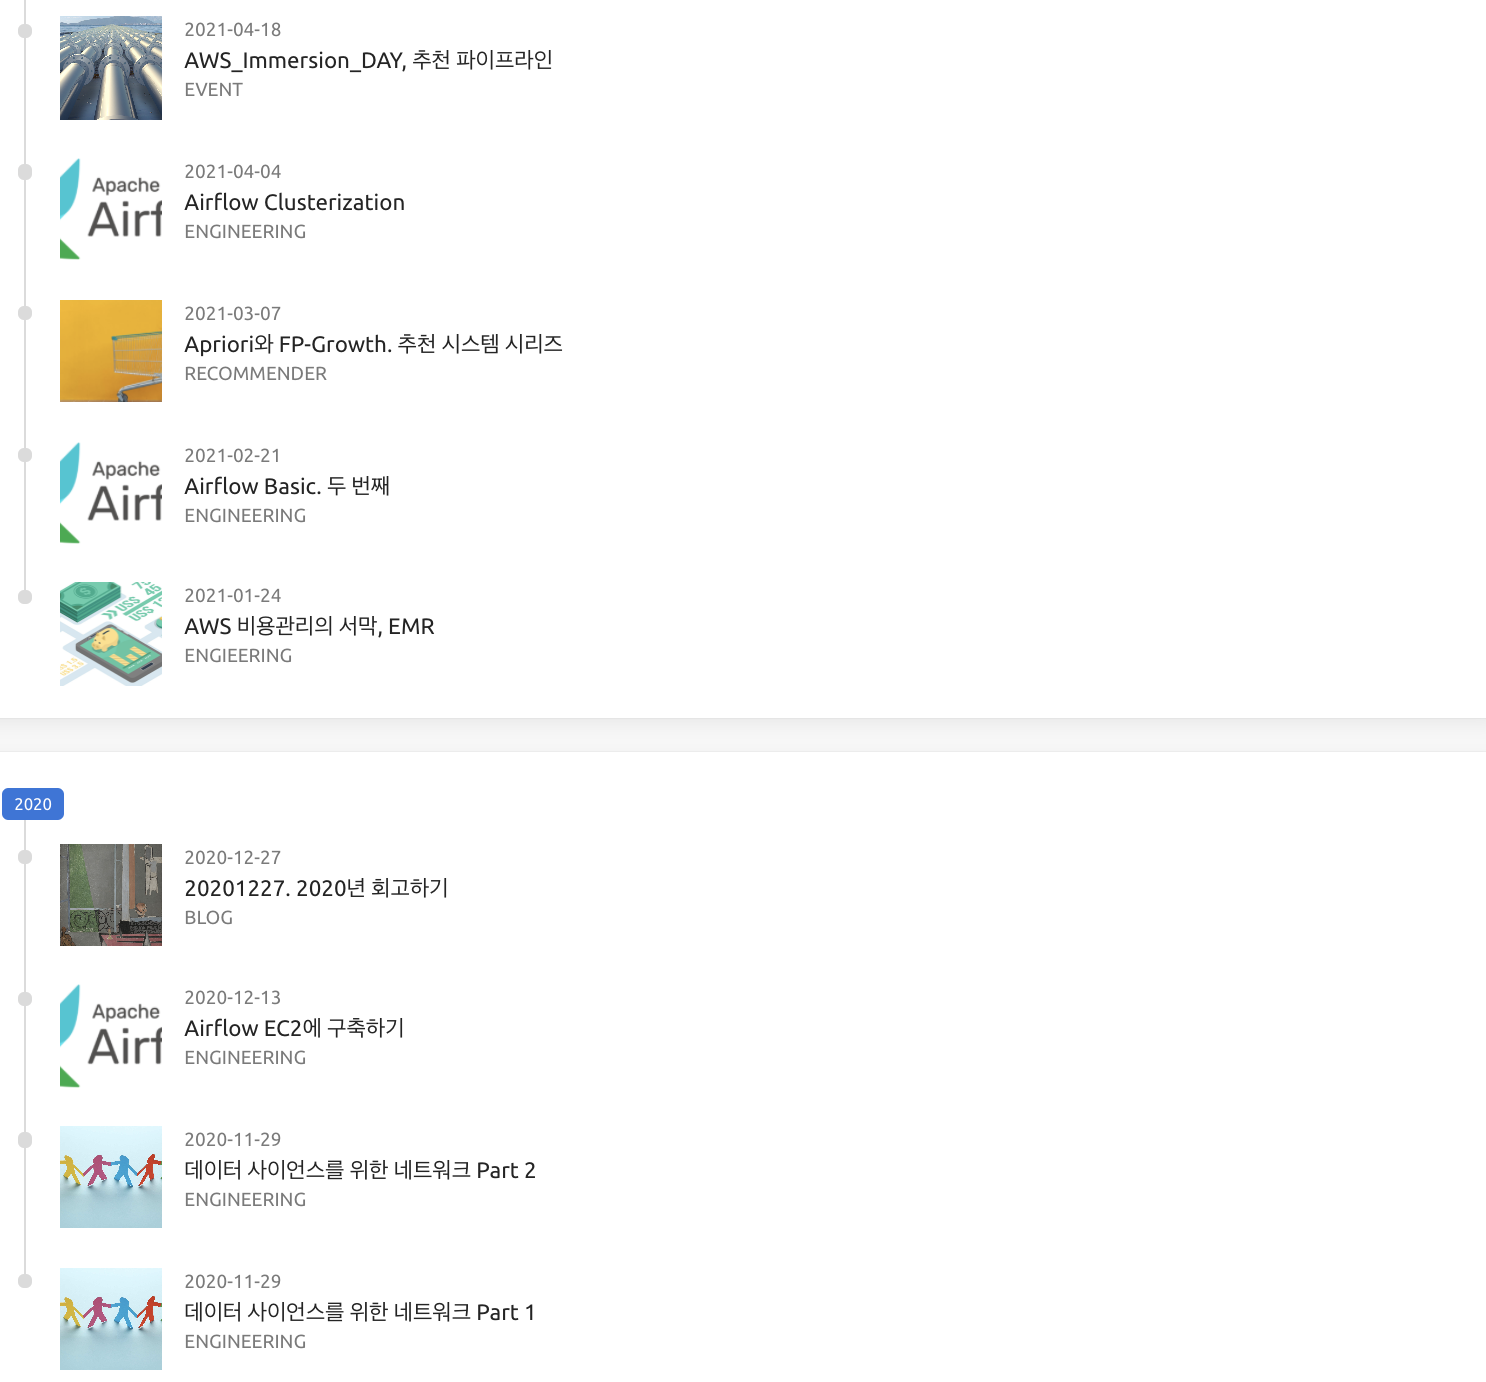 2021-04-18
AWS_Immersion_DAY, 추천 파이프라인
EVENT
Apache
Airf
2021-04-04
Airflow Clusterization
ENGINEERING
2021-03-07
Apriori와 FP-Growth. 추천 시스템 시리즈
RECOMMENDER
Apache
Airf
2021-02-21
Airflow Basic. 두 번째
ENGINEERING
2021-01-24
AWS 비용관리의 서막, EMR
ENGIEERING
2020
2020-12-27
20201227. 2020년 회고하기
BLOG
Apache
Airf
2020-12-13
Airflow EC2에 구축하기
ENGINEERING
2020-11-29
데이터 사이언스를 위한 네트워크 Part 2
ENGINEERING
2020-11-29
데이터 사이언스를 위한 네트워크 Part 1
ENGINEERING